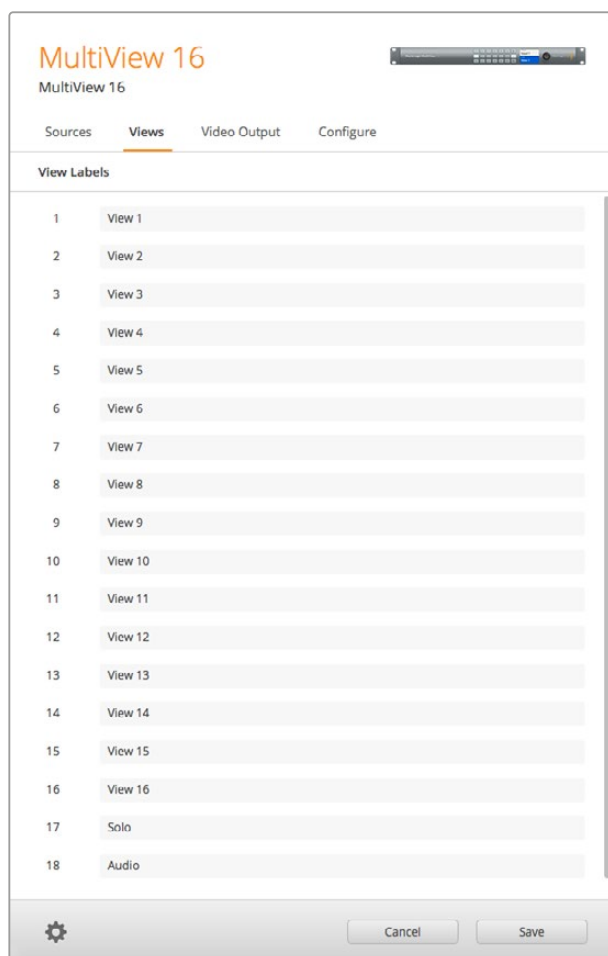 MultiView 16
MultiView 16
Sources Views Video Output Configure
View Labels
1 View 1
2 View 2
3 View 3
4 View 4
5 View 5
6 View 6
7 View 7
8 View 8
9 View 9
10 View 10
11 View 11
12 View 12
13 View 13
14 View 14
15 View 15
16 View 16
17 Solo
18 Audio
Cancel Save